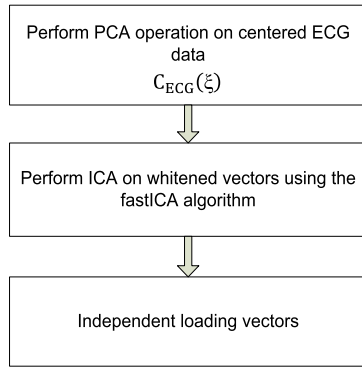 Perform PCA operation on centered ECG
data
C_ECG(ξ)
Perform ICA on whitened vectors using the
fastICA algorithm
Independent loading vectors